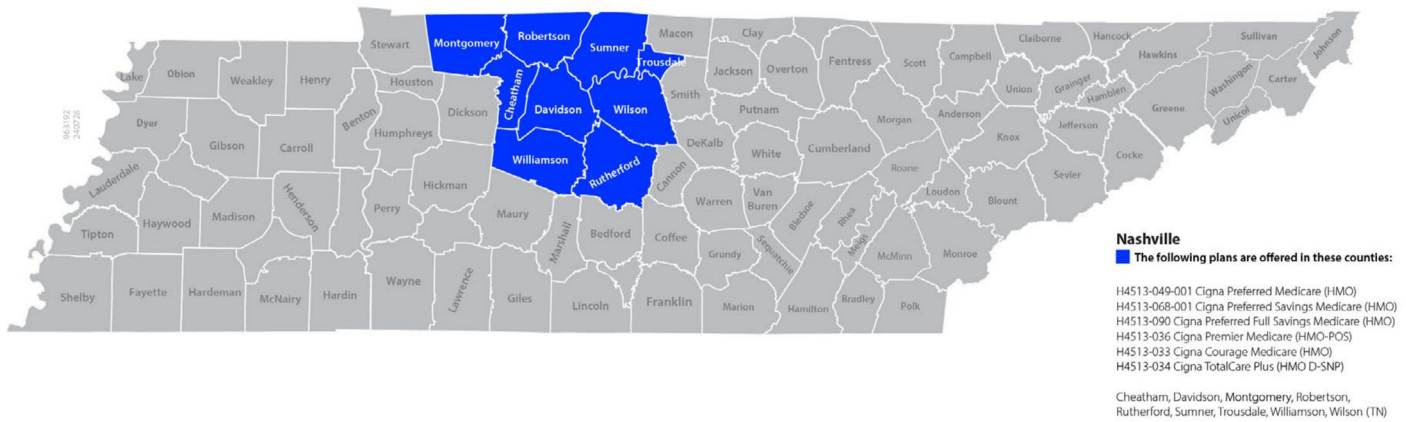 Stewart
Montgomery
Robertson
Sumner
Macon
Clay
Trousdale
Lake
Obion
Weakley
Henry
Houston
Cheatham
Davidson
Wilson
Smith
Jackson
Overton
Fentress
Scott
Campbell
Claiborne
Hancock
Hawkins
Sullivan
Johnson
Union
Grainger
Hamblen
Washingon
Carter
Greene
Unicol
963192
240728
Dyer
Gibson
Carroll
Benton
Humphreys
Dickson
Putnam
Morgan
Anderson
Knox
Jefferson
Cocke
Lauderdale
Haywood
Madison
Henderson
Perry
Hickman
Williamson
Rutherford
Cannon
DeKalb
White
Cumberland
Roane
Loudon
Blount
Sevier
Tipton
Maury
Marshall
Bedford
Coffee
Warren
Van
Buren
Bledsoe
Rhea
Meigs
McMinn
Monroe
Shelby
Fayette
Hardeman
McNairy
Hardin
Wayne
Lawrence
Giles
Lincoln
Franklin
Grundy
Sequatchie
Marion
Hamilton
Bradley
Polk
Nashville
The following plans are offered in these counties:
H4513-049-001 Cigna Preferred Medicare (HMO)
H4513-068-001 Cigna Preferred Savings Medicare (HMO)
H4513-090 Cigna Preferred Full Savings Medicare (HMO)
H4513-036 Cigna Premier Medicare (HMO-POS)
H4513-033 Cigna Courage Medicare (HMO)
H4513-034 Cigna TotalCare Plus (HMO D-SNP)
Cheatham, Davidson, Montgomery, Robertson,
Rutherford, Sumner, Trousdale, Williamson, Wilson (TN)